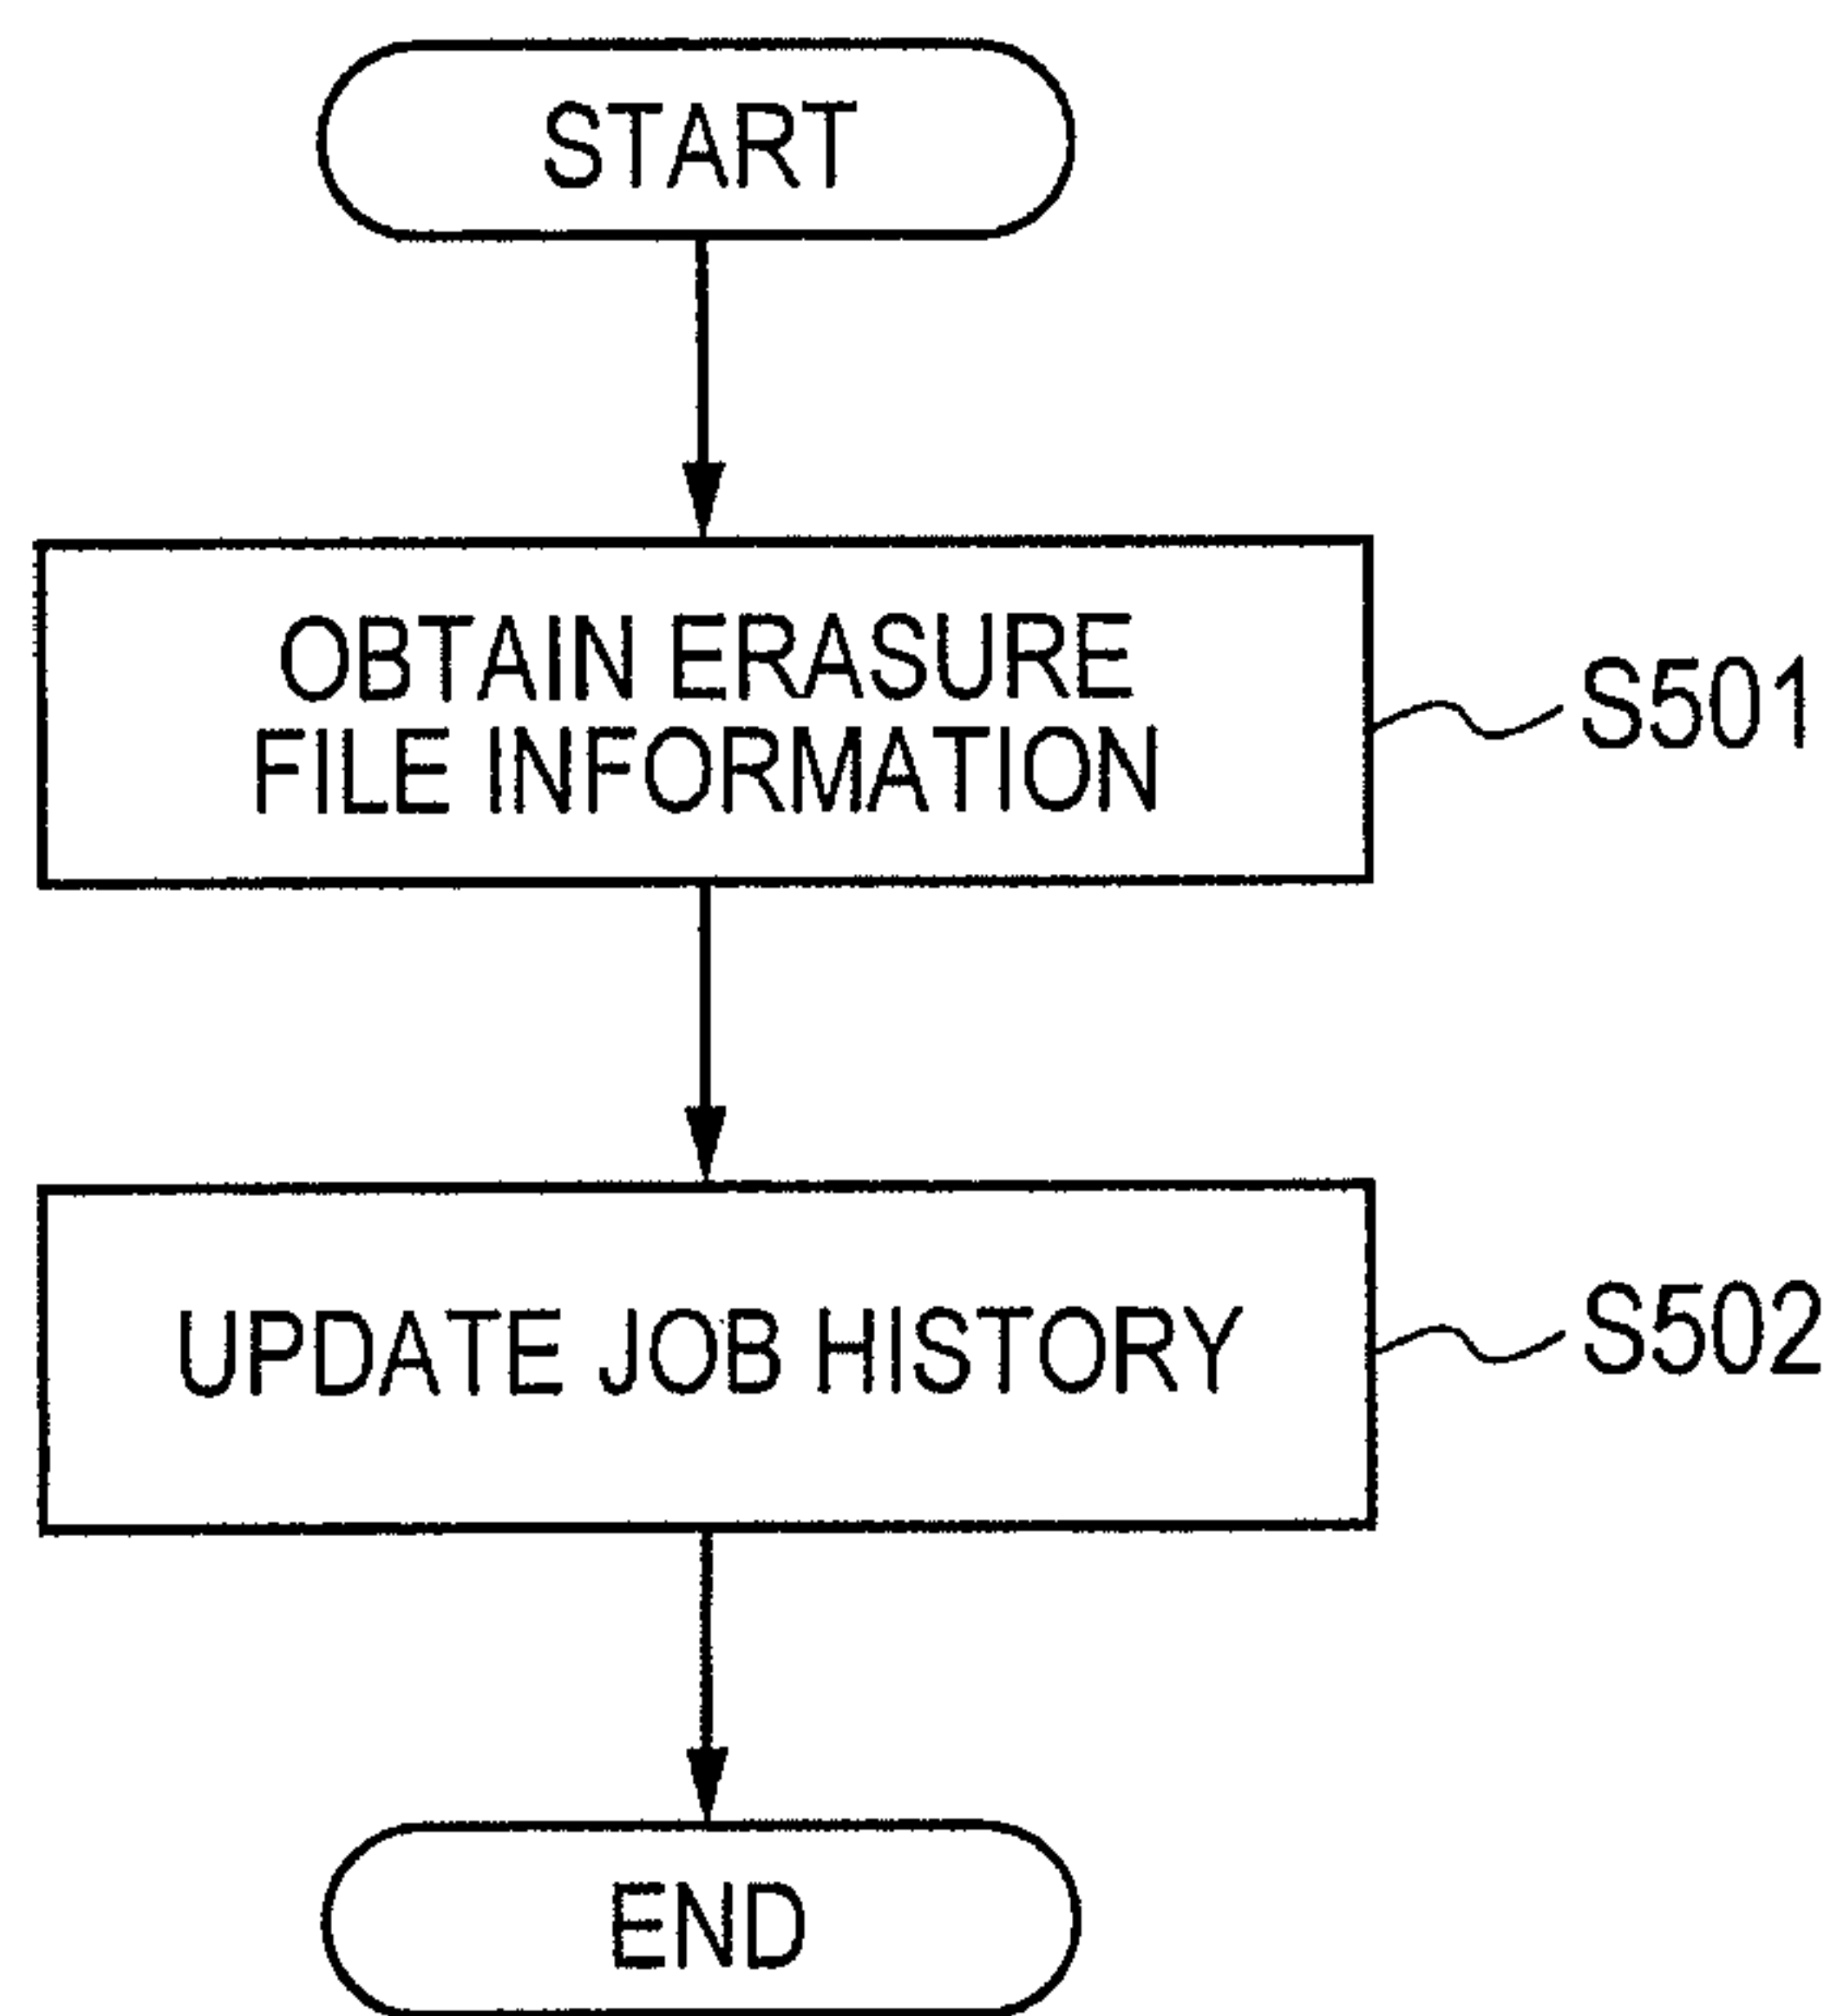 START
OBTAIN ERASURE
FILE INFORMATION
S501
UPDATE JOB HISTORY
S502
END